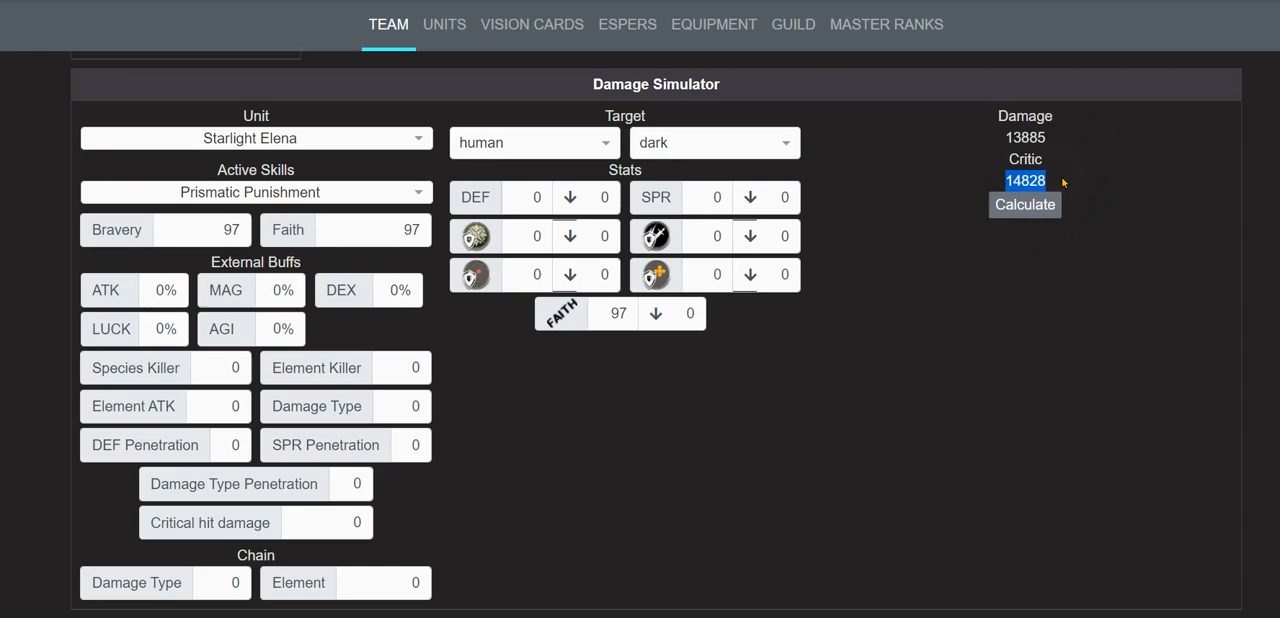 TEAM UNITS VISION CARDS ESPERS EQUIPMENT GUILD MASTER RANKS
Damage Simulator
Unit
Starlight Elena
Active Skills
Prismatic Punishment
Bravery 97 Faith 97
External Buffs
ATK 0% MAG 0% DEX 0%
LUCK 0% AGI 0%
Species Killer 0 Element Killer 0
Element ATK 0 Damage Type 0
DEF Penetration 0 SPR Penetration 0
Damage Type Penetration 0
Critical hit damage 0
Chain
Damage Type 0 Element 0
Target
human dark
Stats
DEF 0 0 SPR 0 0
0 0 0 0
0 0 0 0
FAITH 97 0
Damage
13885
Critic
14828
Calculate